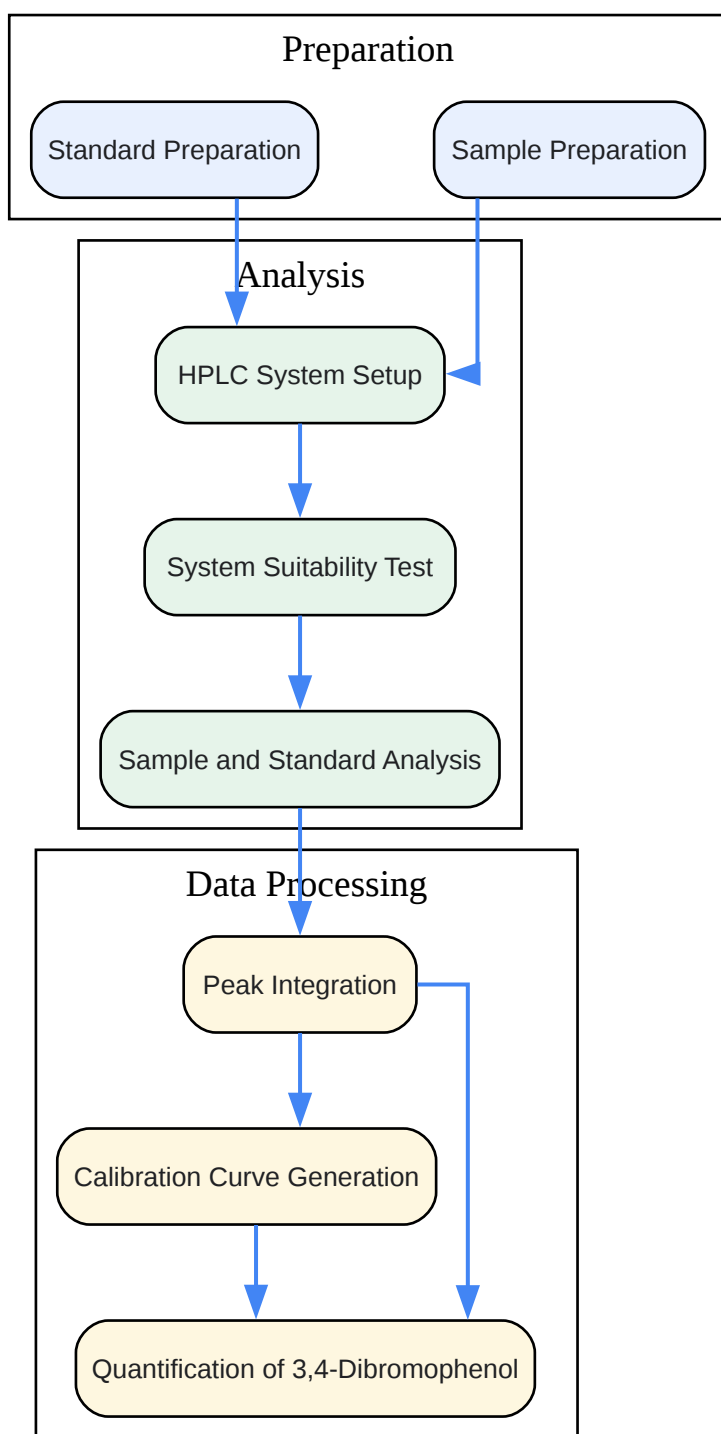 Preparation
Standard Preparation
Sample Preparation
Analysis
HPLC System Setup
System Suitability Test
Sample and Standard Analysis
Data Processing
Peak Integration
Calibration Curve Generation
Quantification of 3,4-Dibromophenol